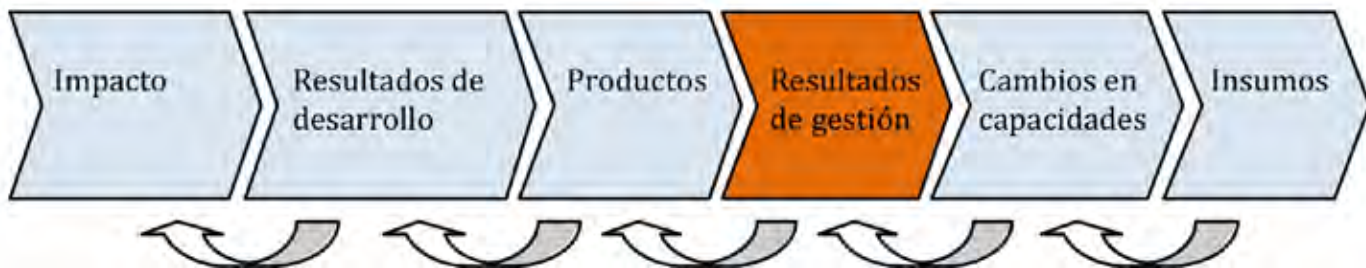 Impacto
Resultados de
desarrollo
Productos
Resultados
de gestión
Cambios en
capacidades
Insumos